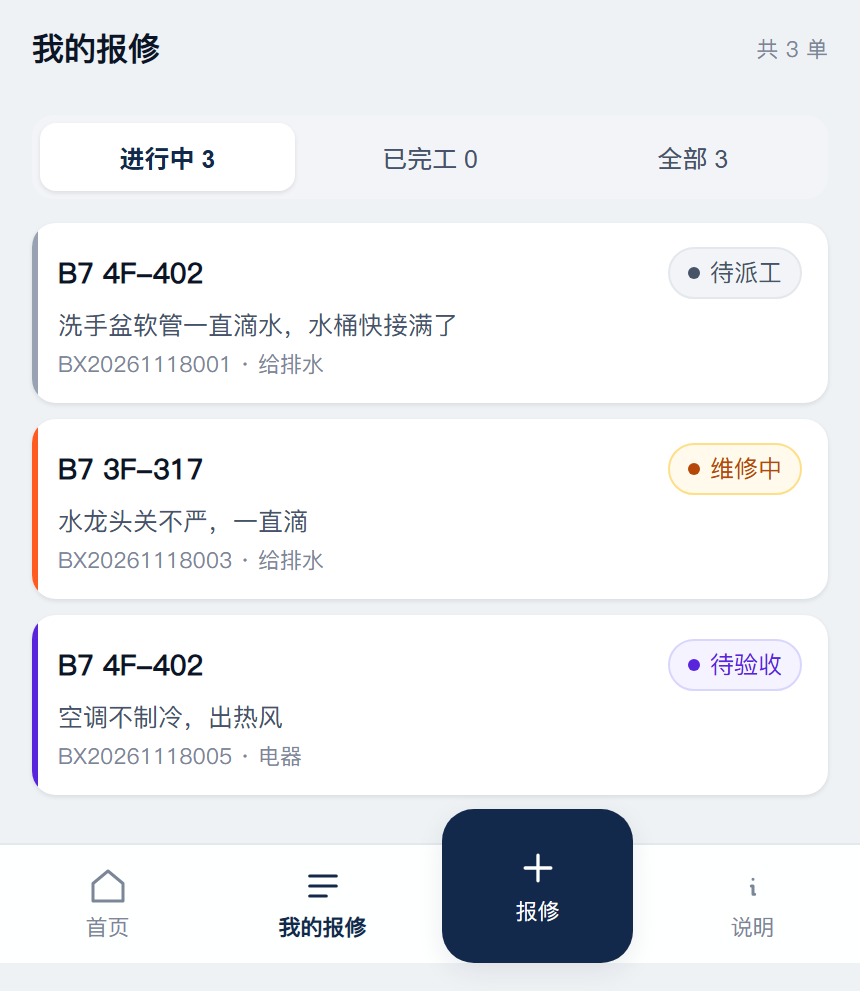 我的报修
共 3 单
进行中 3
已完工 0
全部 3
B7 4F-402
待派工
洗手盆软管一直滴水，水桶快接满了
BX20261118001 · 给排水
B7 3F-317
维修中
水龙头关不严，一直滴
BX20261118003 · 给排水
B7 4F-402
待验收
空调不制冷，出热风
BX20261118005 · 电器
首页
我的报修
报修
说明